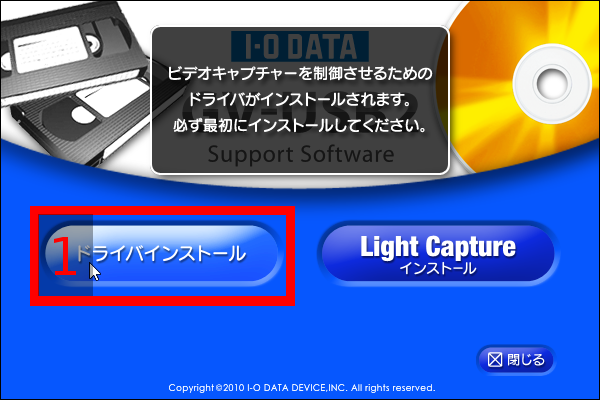 I-O DATA
ビデオキャプチャーを制御させるための
ドライバがインストールされます。
必ず最初にインストールしてください。
Support Software
1
ドライバインストール
Light Capture
インストール
閉じる
Copyright©2010 I-O DATA DEVICE,INC. All rights reserved.